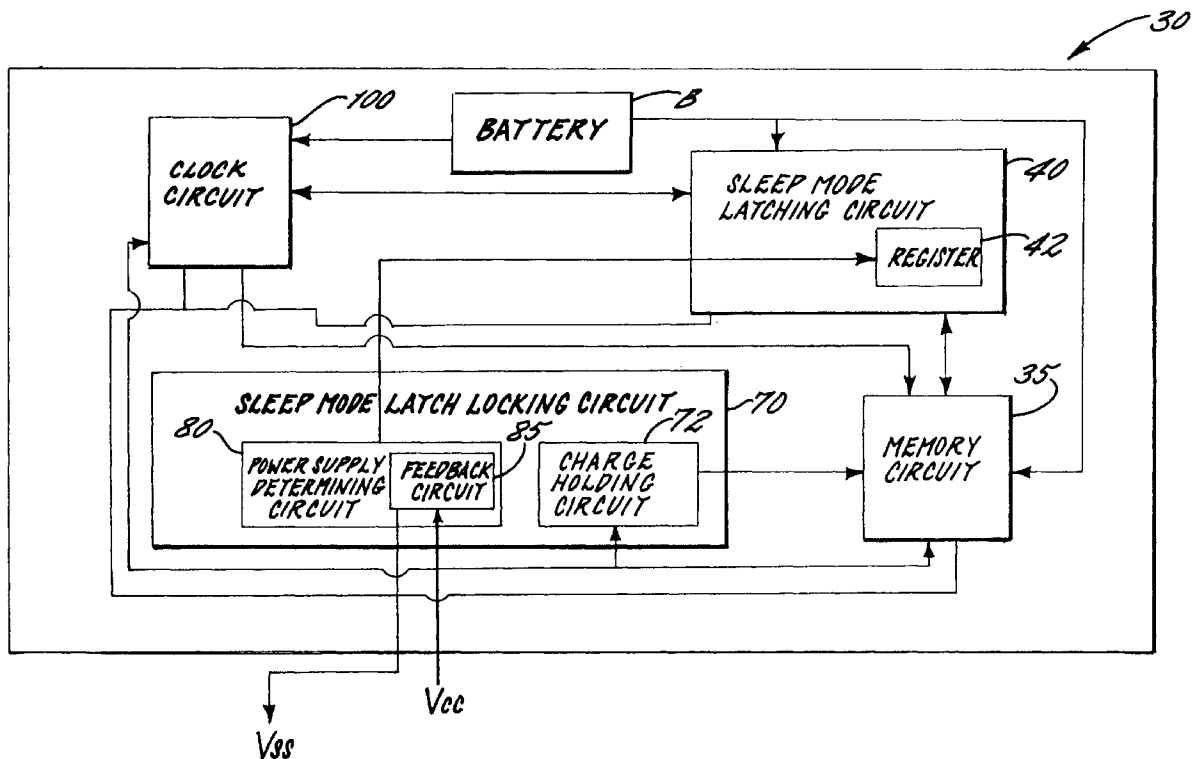 30
100
B
BATTERY
CLOCK
CIRCUIT
40
SLEEP MODE
LATCHING CIRCUIT
42
REGISTER
35
SLEEP MODE LATCH LOCKING CIRCUIT
70
80
85
72
POWER SUPPLY
DETERMINING
CIRCUIT
FEEDBACK
CIRCUIT
CHARGE
HOLDING
CIRCUIT
MEMORY
CIRCUIT
Vcc
Vss